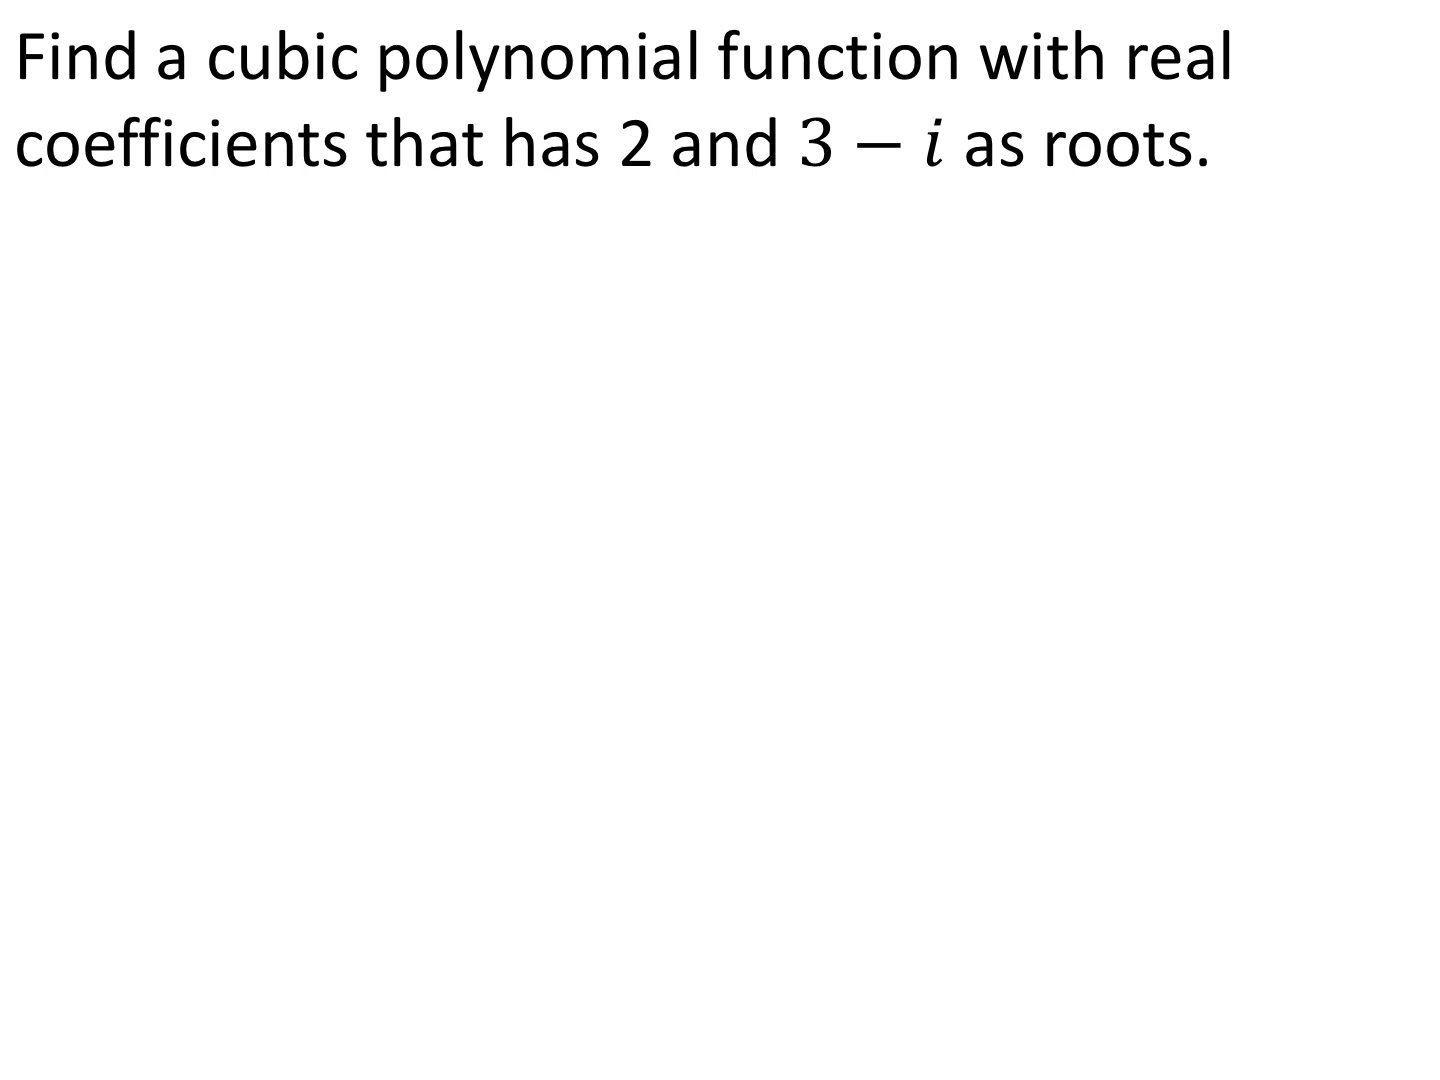 Find a cubic polynomial function with real
coefficients that has 2 and 3 − i as roots.